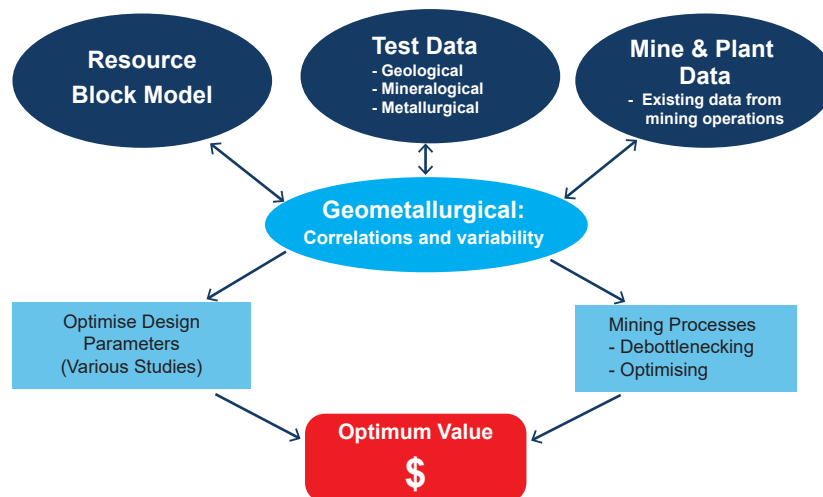 Resource
Block Model
Test Data
- Geological
- Mineralogical
- Metallurgical
Mine & Plant
Data
- Existing data from
mining operations
Geometallurgical:
Correlations and variability
Optimise Design
Parameters
(Various Studies)
Mining Processes
- Debottlenecking
- Optimising
Optimum Value
$